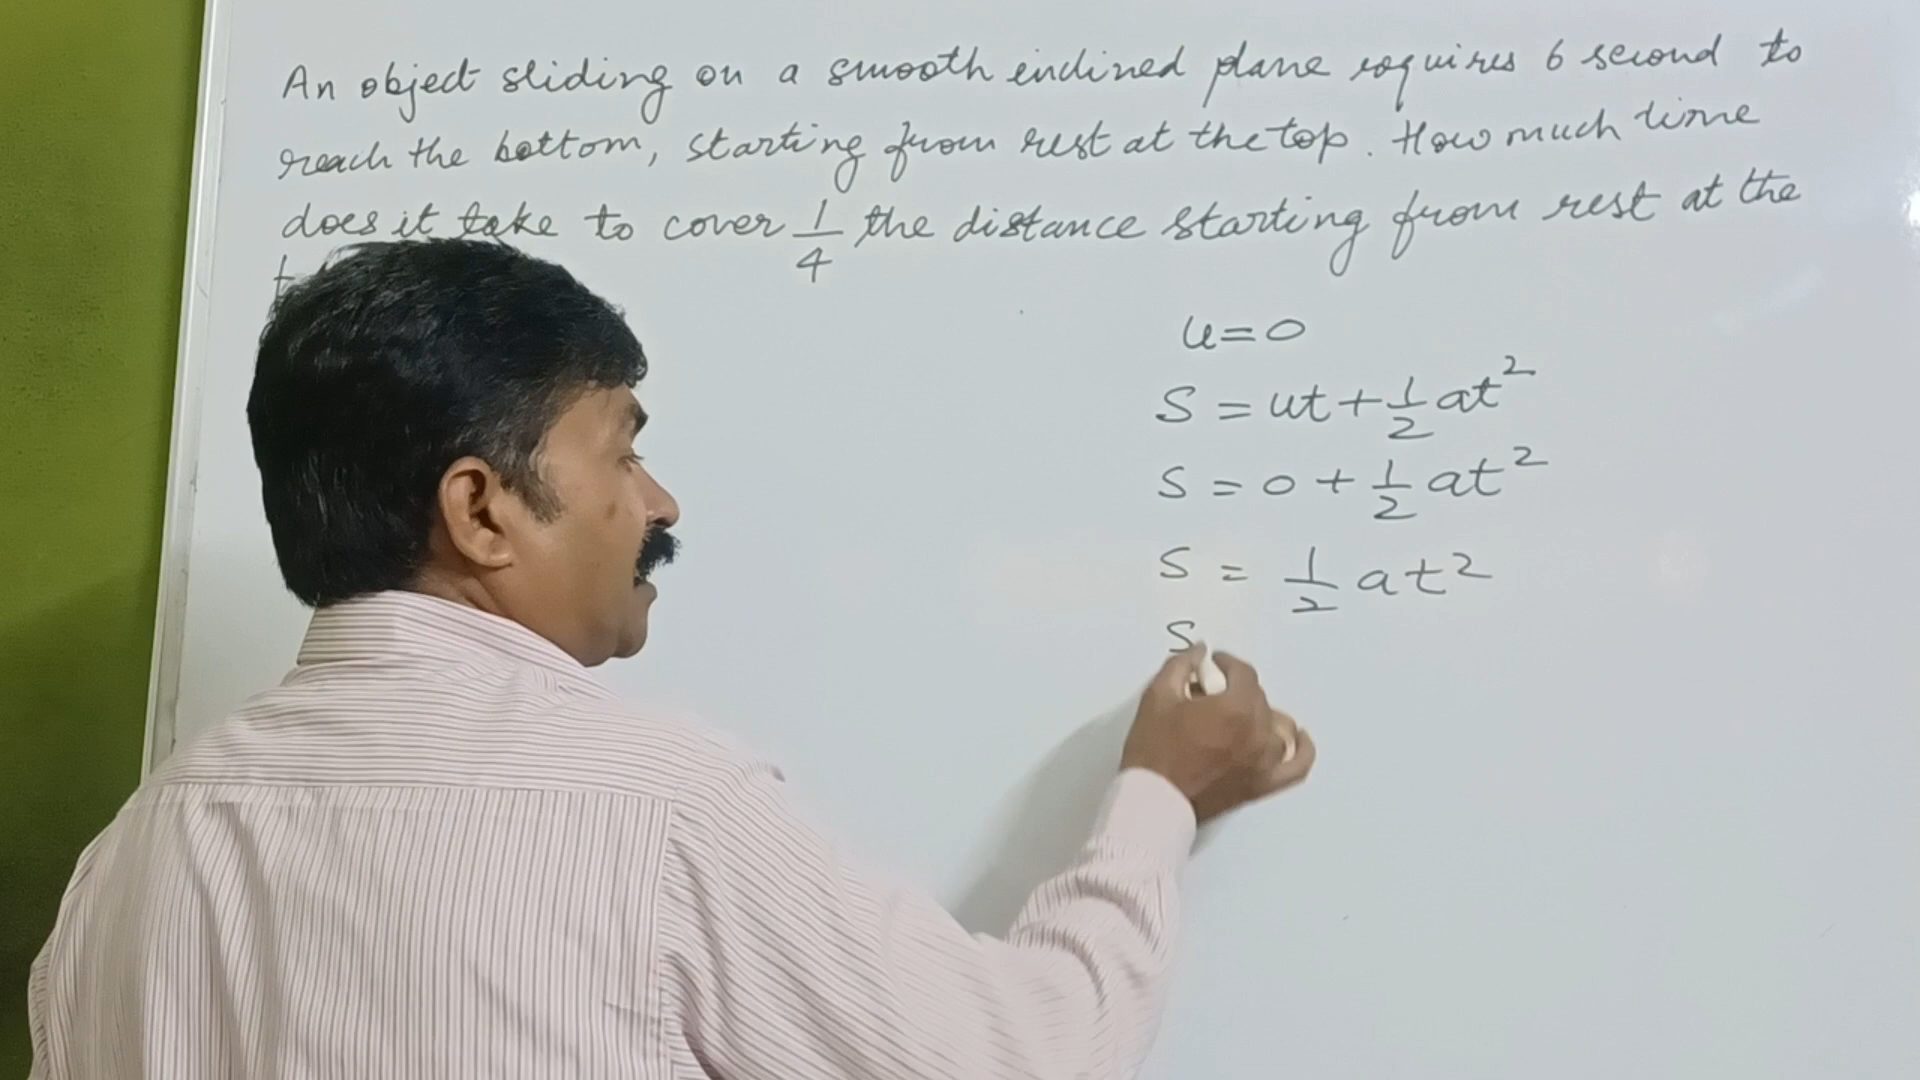 An object sliding on a smooth inclined plane requires 6 second to
reach the bottom, starting from rest at the top. How much time
does it take to cover 1/4 the distance starting from rest at the
u=0
S = ut + 1/2 at²
S = 0 + 1/2 at²
S = 1/2 at²
S